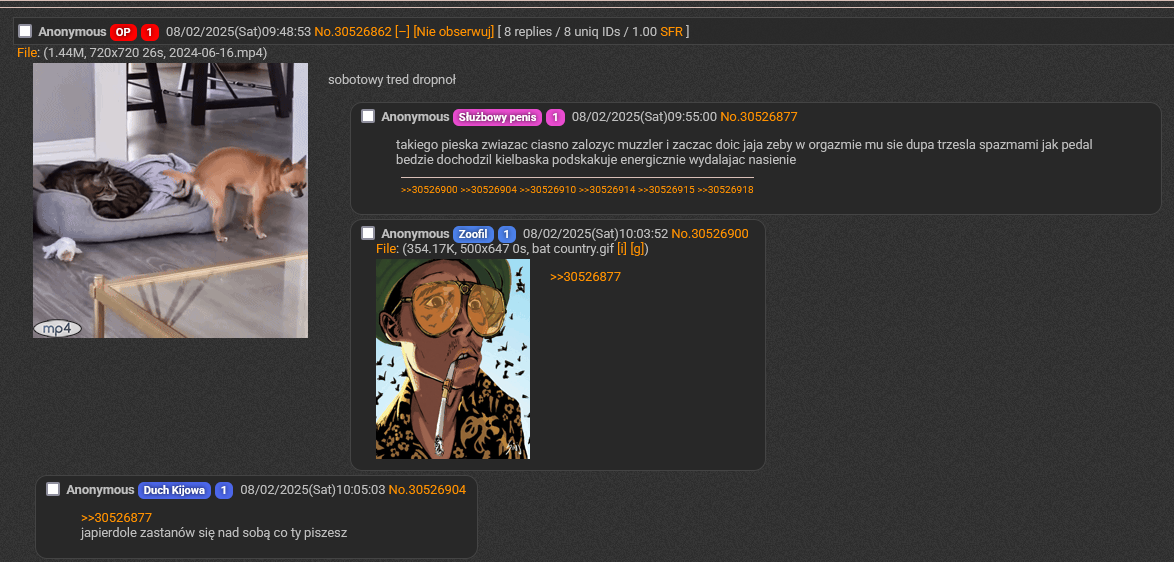 Anonymous OP 1 08/02/2025(Sat)09:48:53 No.30526862 [–] [Nie obserwuj] [ 8 replies / 8 uniq IDs / 1.00 SFR ]
File: (1.44M, 720x720 26s, 2024-06-16.mp4)
mp4
sobotowy tred dropnoł
Anonymous Służbowy penis 1 08/02/2025(Sat)09:55:00 No.30526877
takiego pieska zwiazac ciasno zalozyc muzzler i zaczac doic jaja zeby w orgazmie mu sie dupa trzesla spazmami jak pedal
bedzie dochodzil kielbaska podskakuje energicznie wydalajac nasienie
>>30526900 >>30526904 >>30526910 >>30526914 >>30526915 >>30526918
Anonymous Zoofil 1 08/02/2025(Sat)10:03:52 No.30526900
File: (354.17K, 500x647 0s, bat country.gif [i] [g])
>>30526877
Anonymous Duch Kijowa 1 08/02/2025(Sat)10:05:03 No.30526904
>>30526877
japierdole zastanów się nad sobą co ty piszesz